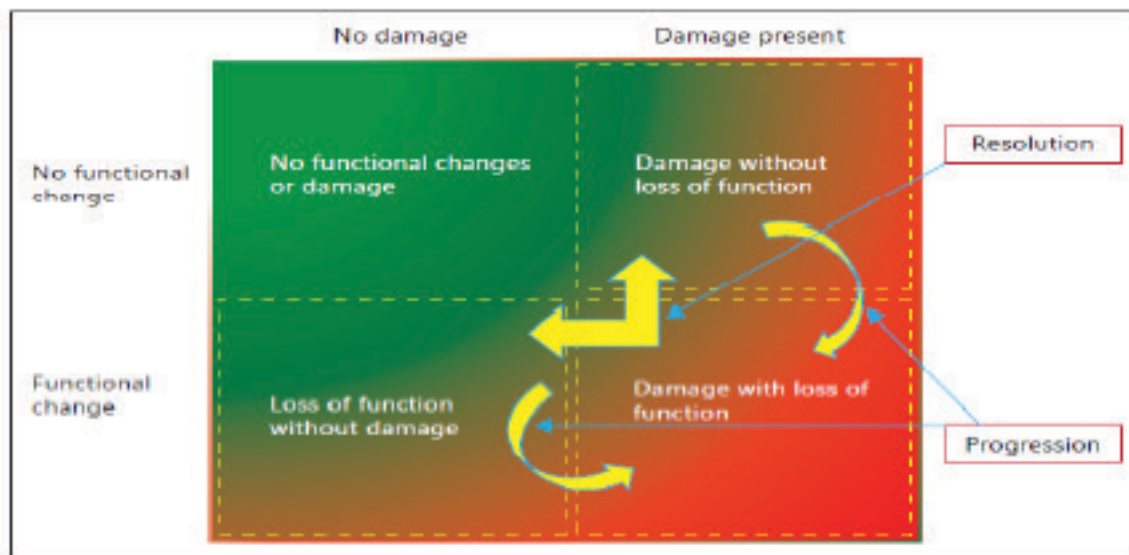 No damage
Damage present
No functional
change
No functional changes
or damage
Damage without
loss of function
Resolution
Functional
change
Loss of function
without damage
Damage with loss of
function
Progression